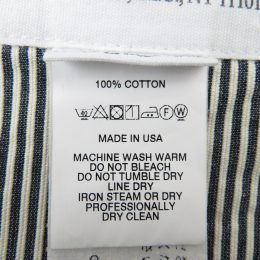 100% COTTON
MADE IN USA
MACHINE WASH WARM
DO NOT BLEACH
DO NOT TUMBLE DRY
LINE DRY
IRON STEAM OR DRY
PROFESSIONALLY
DRY CLEAN